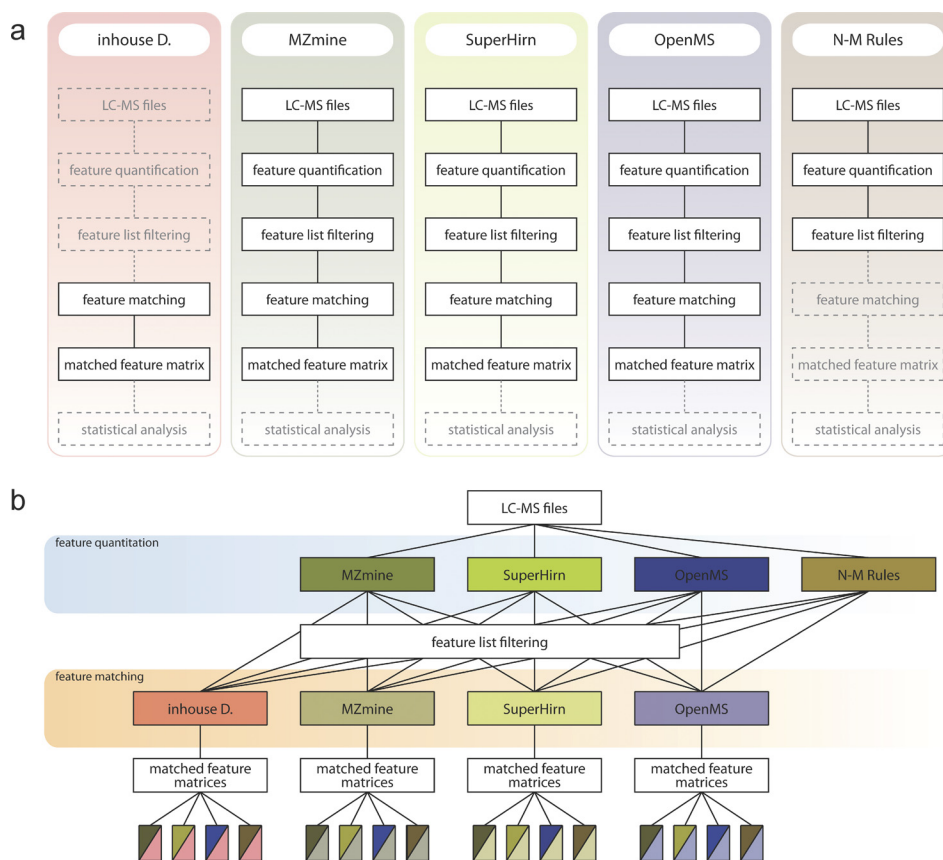 a
inhouse D. MZmine SuperHirn OpenMS N-M Rules
LC-MS files LC-MS files LC-MS files LC-MS files LC-MS files
feature quantification feature quantification feature quantification feature quantification feature quantification
feature list filtering feature list filtering feature list filtering feature list filtering feature list filtering
feature matching feature matching feature matching feature matching feature matching
matched feature matrix matched feature matrix matched feature matrix matched feature matrix matched feature matrix
statistical analysis statistical analysis statistical analysis statistical analysis statistical analysis
b
LC-MS files
feature quantitation
MZmine SuperHirn OpenMS N-M Rules
feature list filtering
feature matching
inhouse D. MZmine SuperHirn OpenMS
matched feature matched feature matched feature matched feature
matrices matrices matrices matrices